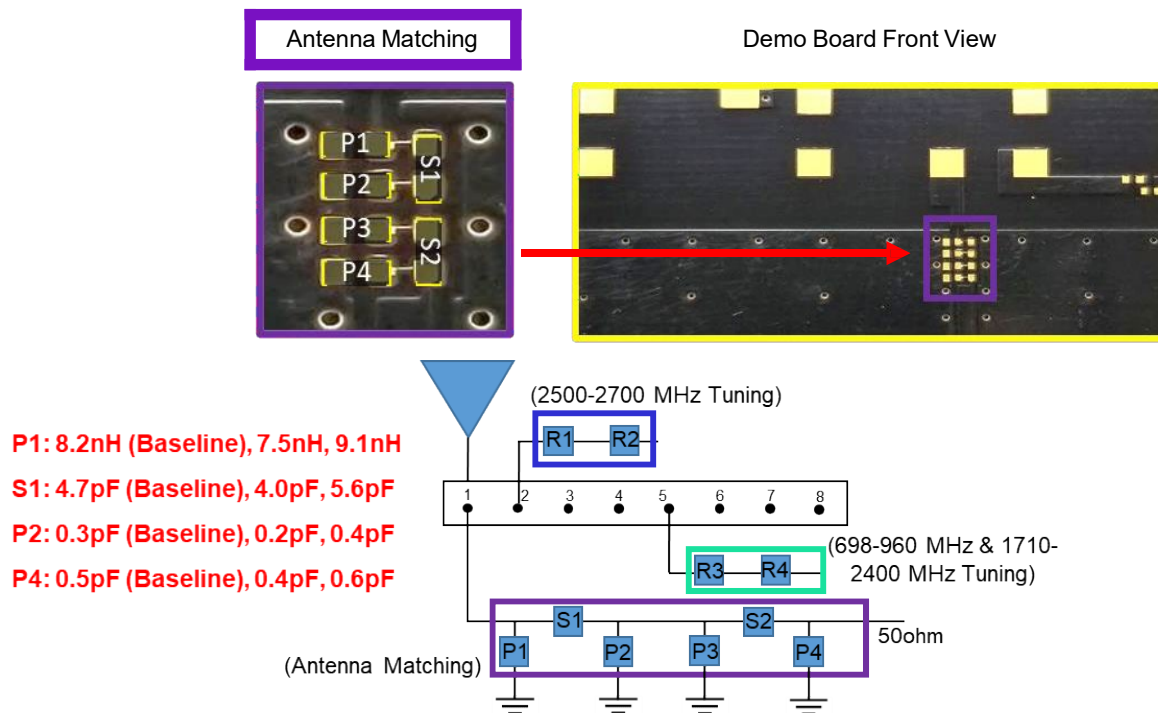 Antenna Matching
Demo Board Front View
P1
P2
P3
P4
S1
S2
(2500-2700 MHz Tuning)
R1
R2
P1: 8.2nH (Baseline), 7.5nH, 9.1nH
S1: 4.7pF (Baseline), 4.0pF, 5.6pF
P2: 0.3pF (Baseline), 0.2pF, 0.4pF
P4: 0.5pF (Baseline), 0.4pF, 0.6pF
1 2 3 4 5 6 7 8
(698-960 MHz & 1710-
2400 MHz Tuning)
R3
R4
S1
S2
50ohm
P1
P2
P3
P4
(Antenna Matching)